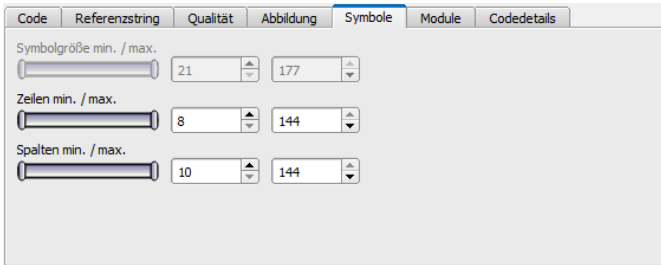 Code Referenzstring Qualität Abbildung Symbole Module Codedetails
Symbolgröße min. / max.
21 177
Zeilen min. / max.
8 144
Spalten min. / max.
10 144